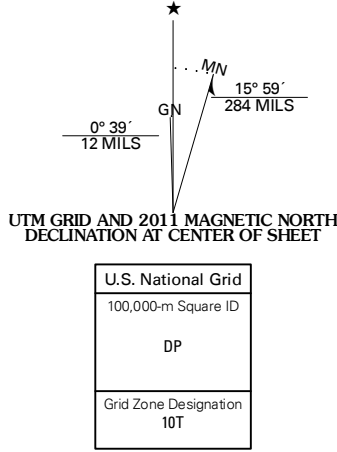 ★
MN
15° 59´
284 MILS
GN
0° 39´
12 MILS
UTM GRID AND 2011 MAGNETIC NORTH
DECLINATION AT CENTER OF SHEET
U.S. National Grid
100,000-m Square ID
DP
Grid Zone Designation
10T